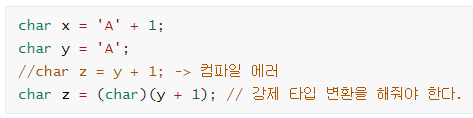 char x = 'A' + 1;
char y = 'A';
//char z = y + 1; -> 컴파일 에러
char z = (char)(y + 1); // 강제 타입 변환을 해줘야 한다.